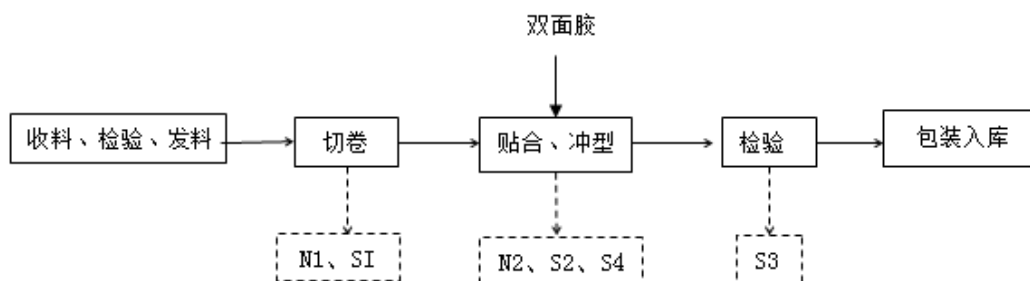 双面胶
收料、检验、发料
切卷
贴合、冲型
检验
包装入库
N1、SI
N2、S2、S4
S3